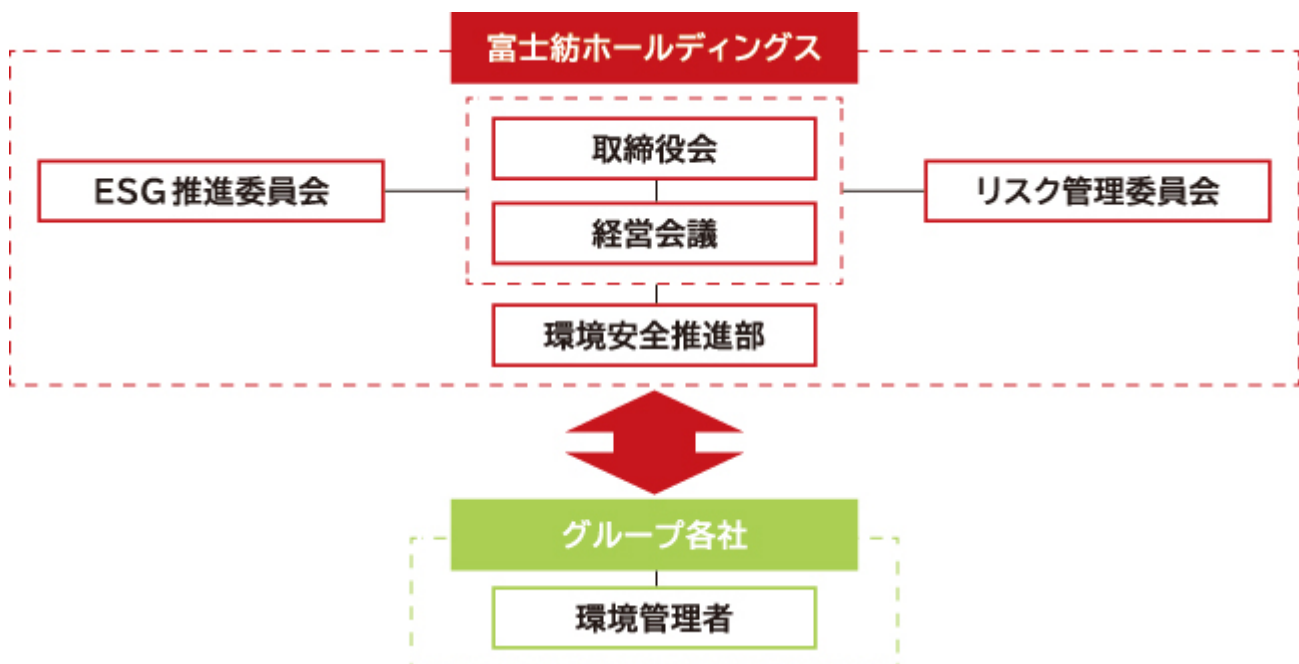 富士紡ホールディングス
取締役会
ESG推進委員会
リスク管理委員会
経営会議
環境安全推進部
グループ各社
環境管理者